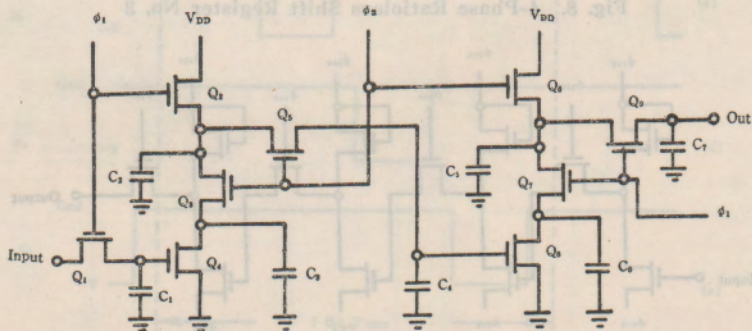 φ₁ V_DD φ₂ V_DD
Q₂ Q₆ Q₉ Out
Q₅
C₂ C₅ C₇
Q₃ Q₇
φ₁
Input Q₁ Q₄ C₃ C₄ Q₈ C₆
C₁